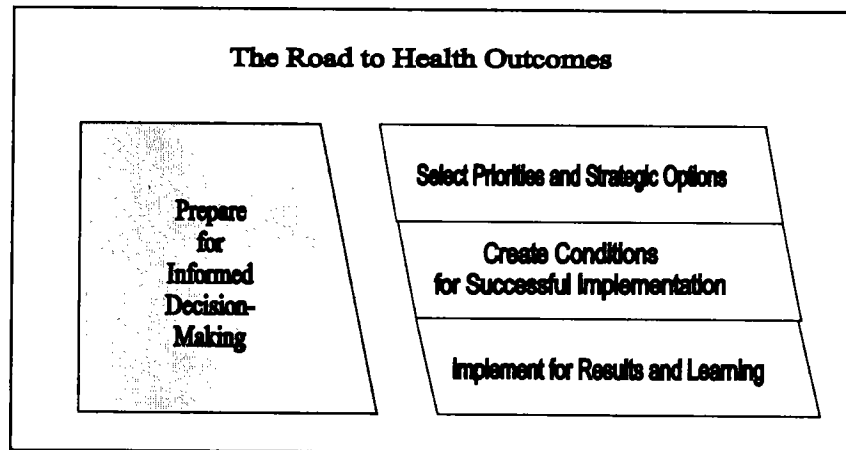 The Road to Health Outcomes
Prepare
for
Informed
Decision-
Making
Select Priorities and Strategic Options
Create Conditions
for Successful Implementation
Implement for Results and Learning